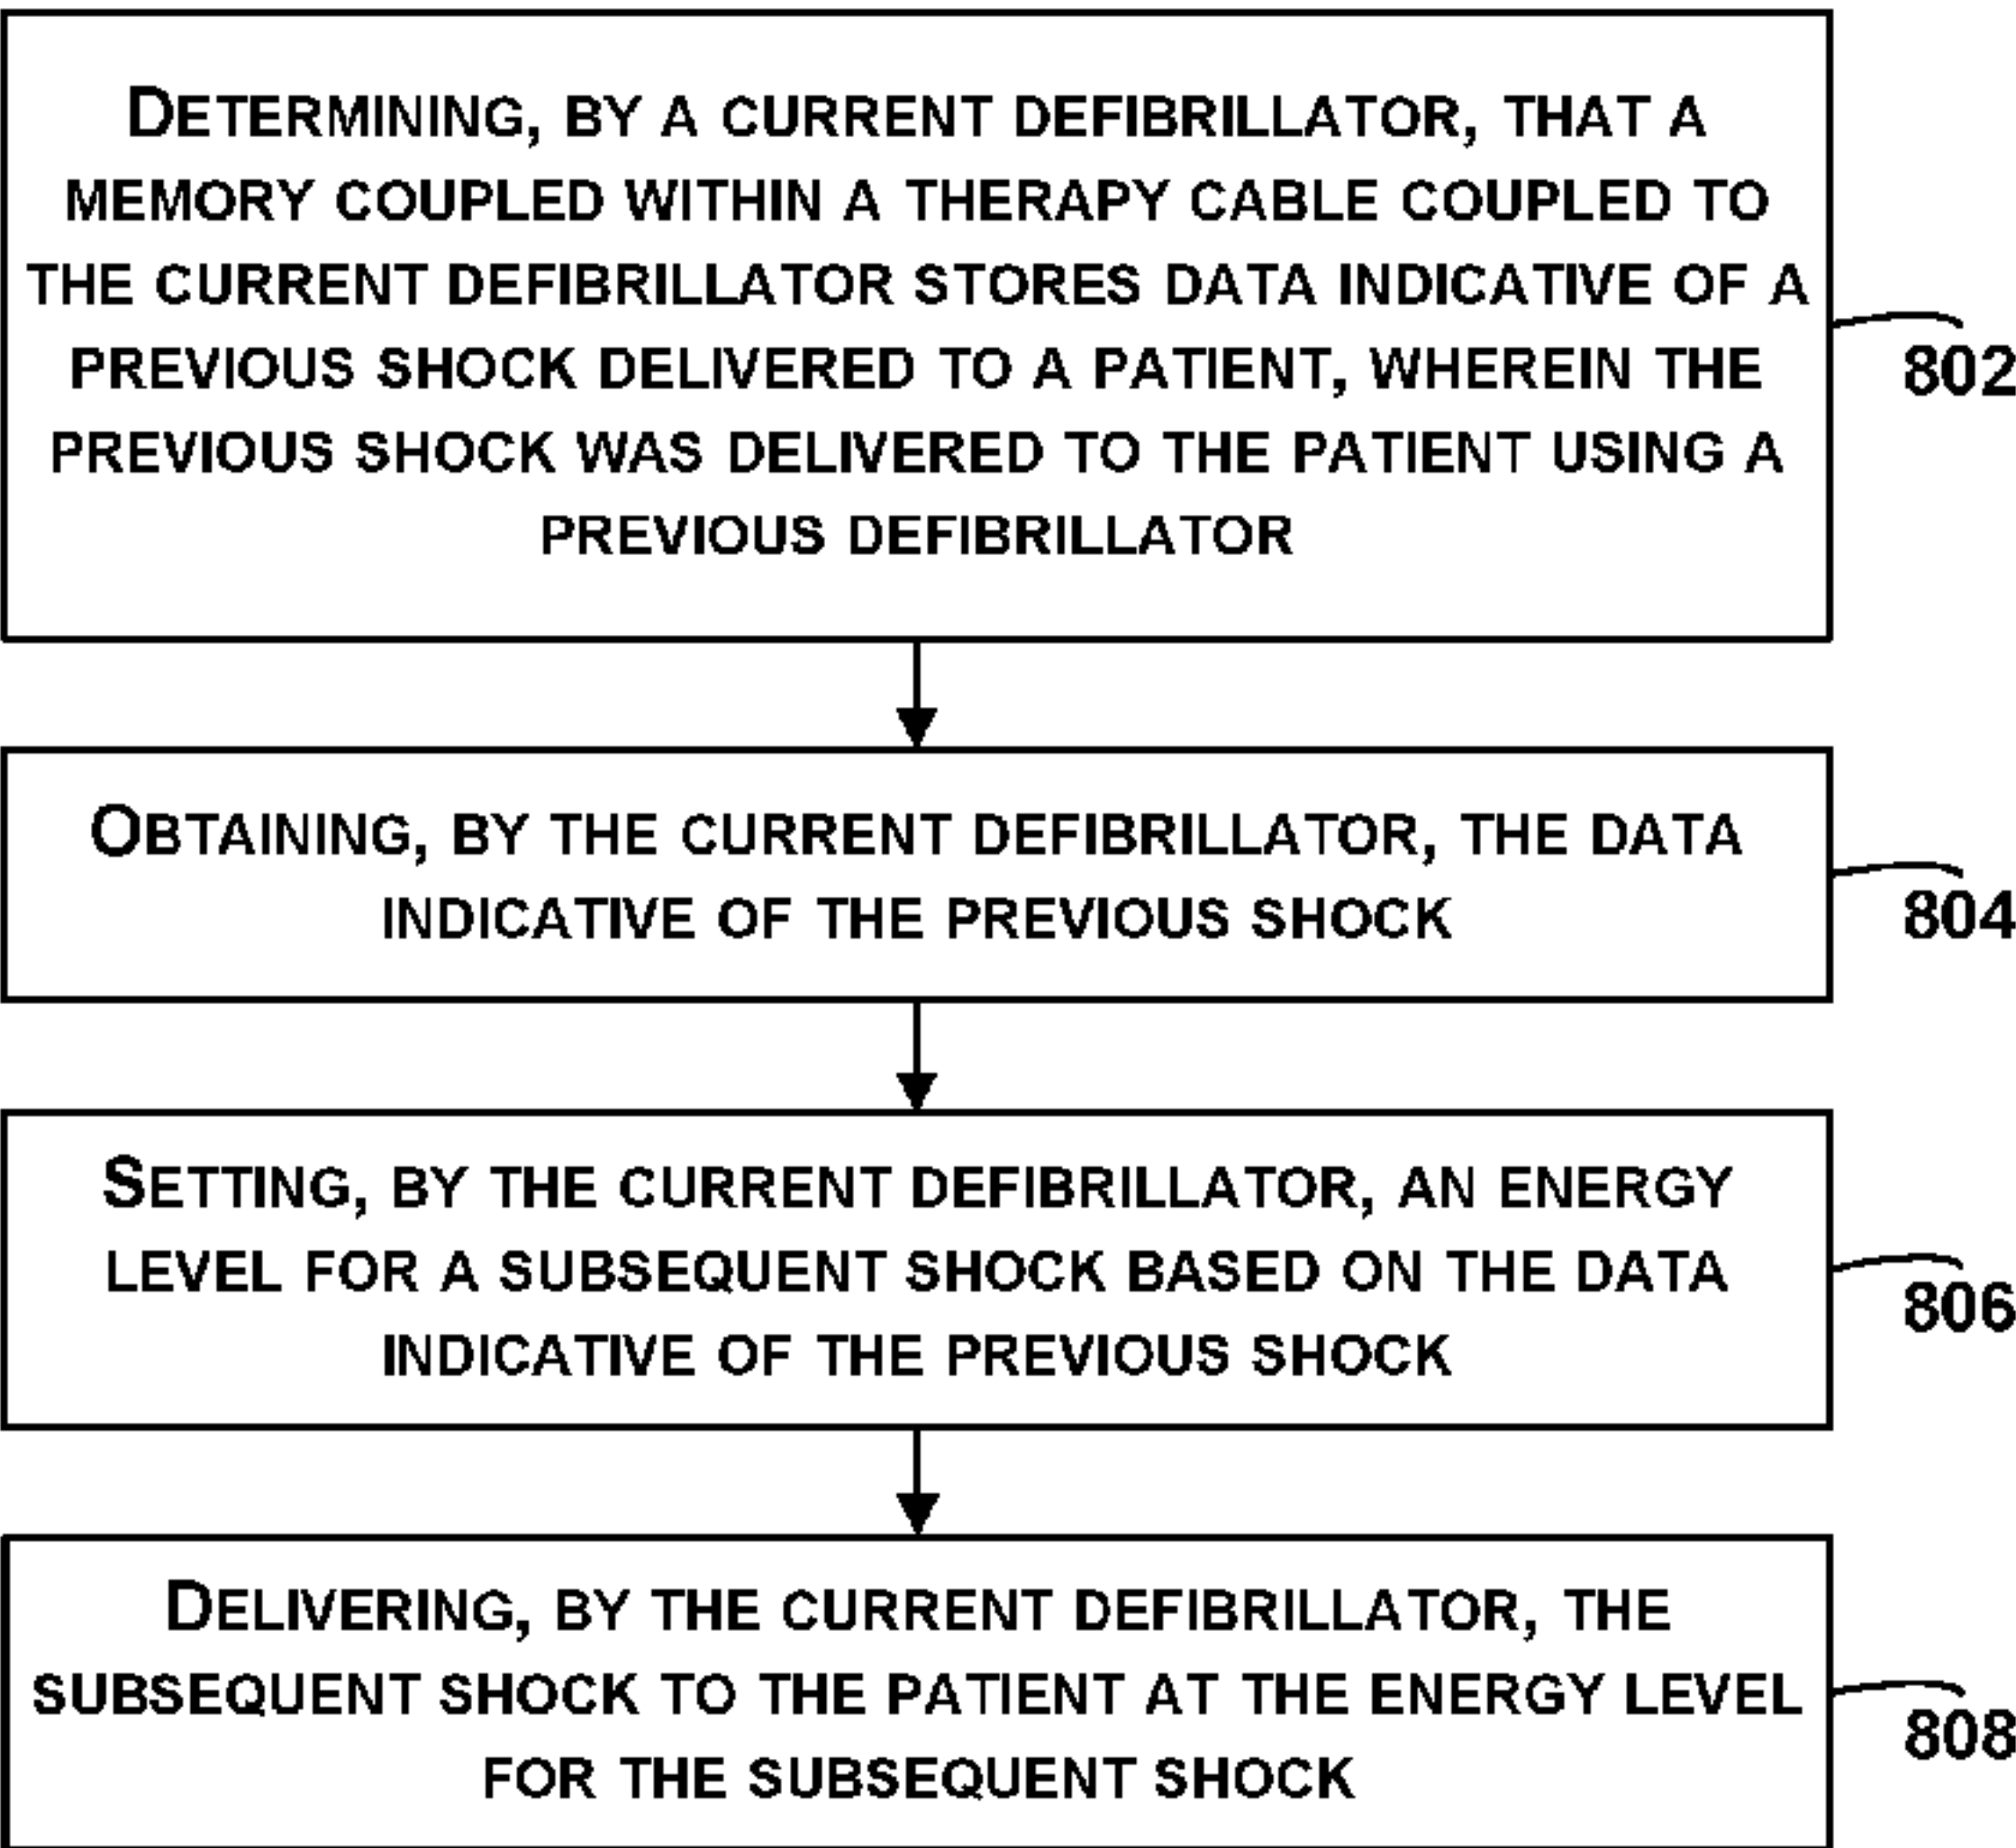 DETERMINING, BY A CURRENT DEFIBRILLATOR, THAT A
MEMORY COUPLED WITHIN A THERAPY CABLE COUPLED TO
THE CURRENT DEFIBRILLATOR STORES DATA INDICATIVE OF A
PREVIOUS SHOCK DELIVERED TO A PATIENT, WHEREIN THE
PREVIOUS SHOCK WAS DELIVERED TO THE PATIENT USING A
PREVIOUS DEFIBRILLATOR
802
OBTAINING, BY THE CURRENT DEFIBRILLATOR, THE DATA
INDICATIVE OF THE PREVIOUS SHOCK
804
SETTING, BY THE CURRENT DEFIBRILLATOR, AN ENERGY
LEVEL FOR A SUBSEQUENT SHOCK BASED ON THE DATA
INDICATIVE OF THE PREVIOUS SHOCK
806
DELIVERING, BY THE CURRENT DEFIBRILLATOR, THE
SUBSEQUENT SHOCK TO THE PATIENT AT THE ENERGY LEVEL
FOR THE SUBSEQUENT SHOCK
808